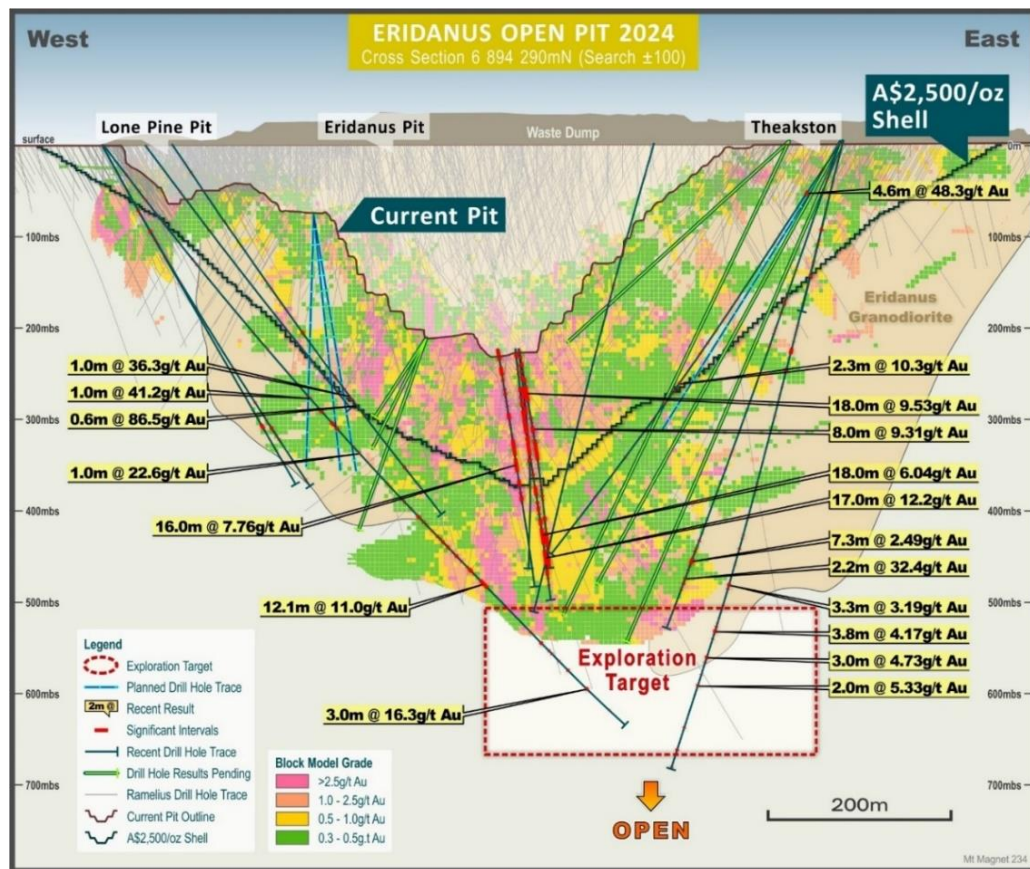 ERIDANUS OPEN PIT 2024
Cross Section 6 894 290mN (Search ±100)
West
East
A$2,500/oz
Shell
Lone Pine Pit
Eridanus Pit
Waste Dump
Theakston
surface
0m
Current Pit
4.6m @ 48.3g/t Au
100mbs
100mbs
Eridanus
Granodiorite
200mbs
200mbs
1.0m @ 36.3g/t Au
1.0m @ 41.2g/t Au
0.6m @ 86.5g/t Au
1.0m @ 22.6g/t Au
16.0m @ 7.76g/t Au
12.1m @ 11.0g/t Au
3.0m @ 16.3g/t Au
2.3m @ 10.3g/t Au
18.0m @ 9.53g/t Au
8.0m @ 9.31g/t Au
18.0m @ 6.04g/t Au
17.0m @ 12.2g/t Au
7.3m @ 2.49g/t Au
2.2m @ 32.4g/t Au
3.3m @ 3.19g/t Au
3.8m @ 4.17g/t Au
3.0m @ 4.73g/t Au
2.0m @ 5.33g/t Au
300mbs
300mbs
400mbs
400mbs
500mbs
500mbs
600mbs
600mbs
700mbs
700mbs
Exploration
Target
Legend
Exploration Target
Planned Drill Hole Trace
2m @
Recent Result
Significant Intervals
Recent Drill Hole Trace
Drill Hole Results Pending
Ramelius Drill Hole Trace
Current Pit Outline
A$2,500/oz Shell
Block Model Grade
>2.5g/t Au
1.0 - 2.5g/t Au
0.5 - 1.0g/t Au
0.3 - 0.5g.t Au
OPEN
200m
Mt Magnet 234